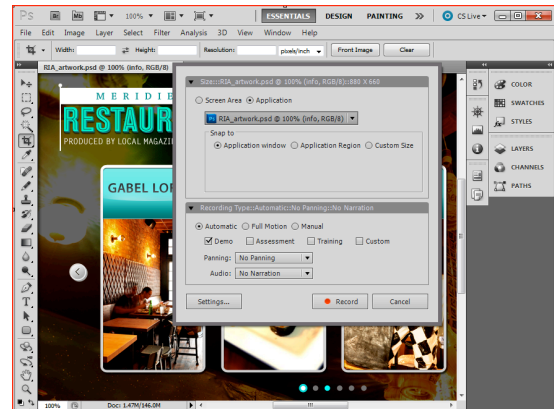 Ps Br Mb 100% ESSENTIALS DESIGN PAINTING >> CS Live
File Edit Image Layer Select Filter Analysis 3D View Window Help
Width: Height: Resolution: pixels/inch Front Image Clear
RIA_artwork.psd @ 100% (info, RGB/8)
MERIDIE
RESTAUR
PRODUCED BY LOCAL MAGAZI
GABEL LO
Size::RIA_artwork.psd @ 100% (info, RGB/8)::880 X 660
Screen Area Application
RIA_artwork.psd @ 100% (info, RGB/8)
Snap to
Application window Application Region Custom Size
Recording Type::Automatic::No Panning::No Narration
Automatic Full Motion Manual
Demo Assessment Training Custom
Panning: No Panning
Audio: No Narration
Settings... Record Cancel
COLOR
SWATCHES
STYLES
LAYERS
CHANNELS
PATHS
100% Doc: 1.47M/146.0M